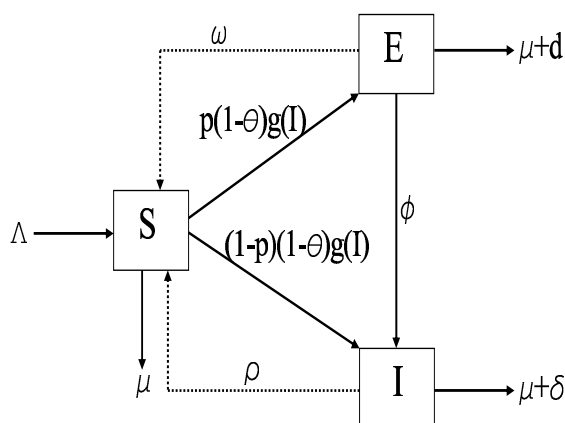 ω
E
μ+d
p(1-θ)g(I)
Λ
S
(1-p)(1-θ)g(I)
ϕ
μ
ρ
I
μ+δ